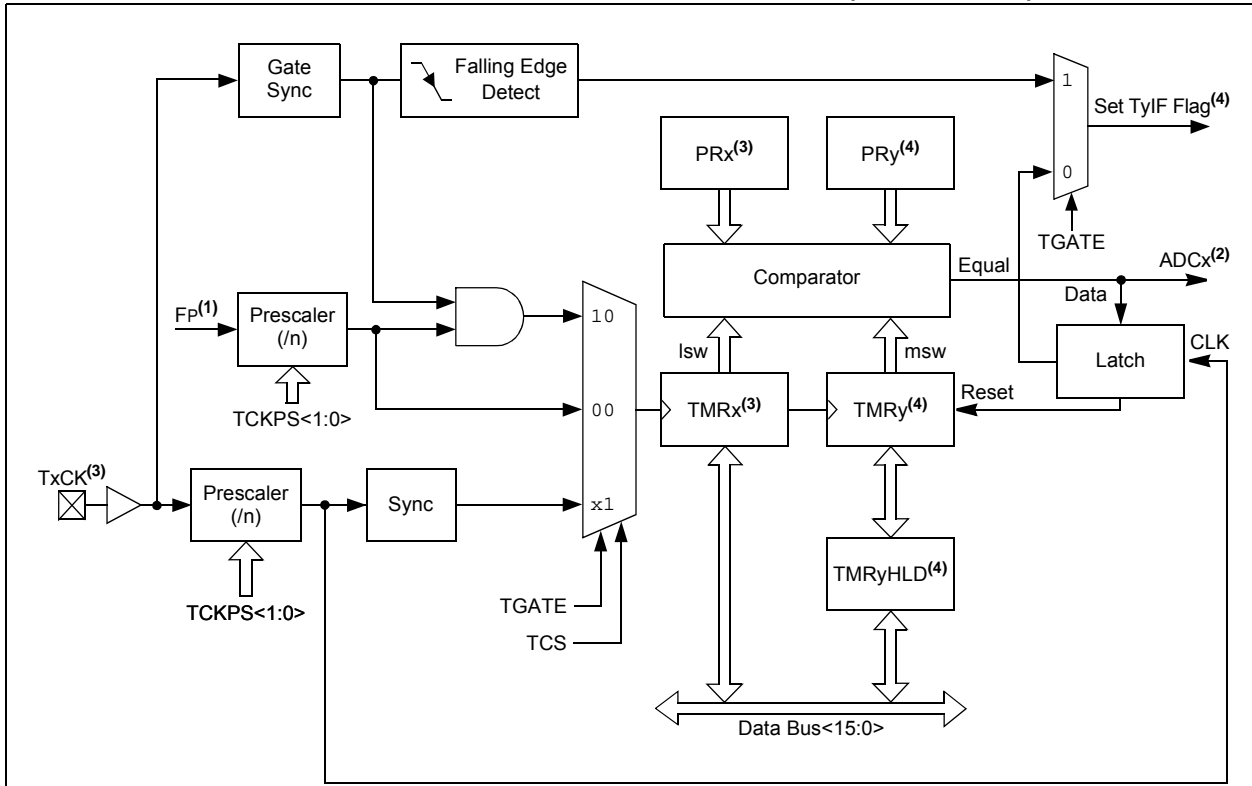 Gate
Sync
Falling Edge
Detect
1
Set TyIF Flag(4)
PRx(3)
PRy(4)
0
TGATE
Comparator
Equal
ADCx(2)
Data
FP(1)
Prescaler
(/n)
10
lsw
msw
Latch
CLK
TCKPS<1:0>
00
TMRx(3)
TMRy(4)
Reset
TxCK(3)
Prescaler
(/n)
Sync
x1
TMRyHLD(4)
TCKPS<1:0>
TGATE
TCS
Data Bus<15:0>